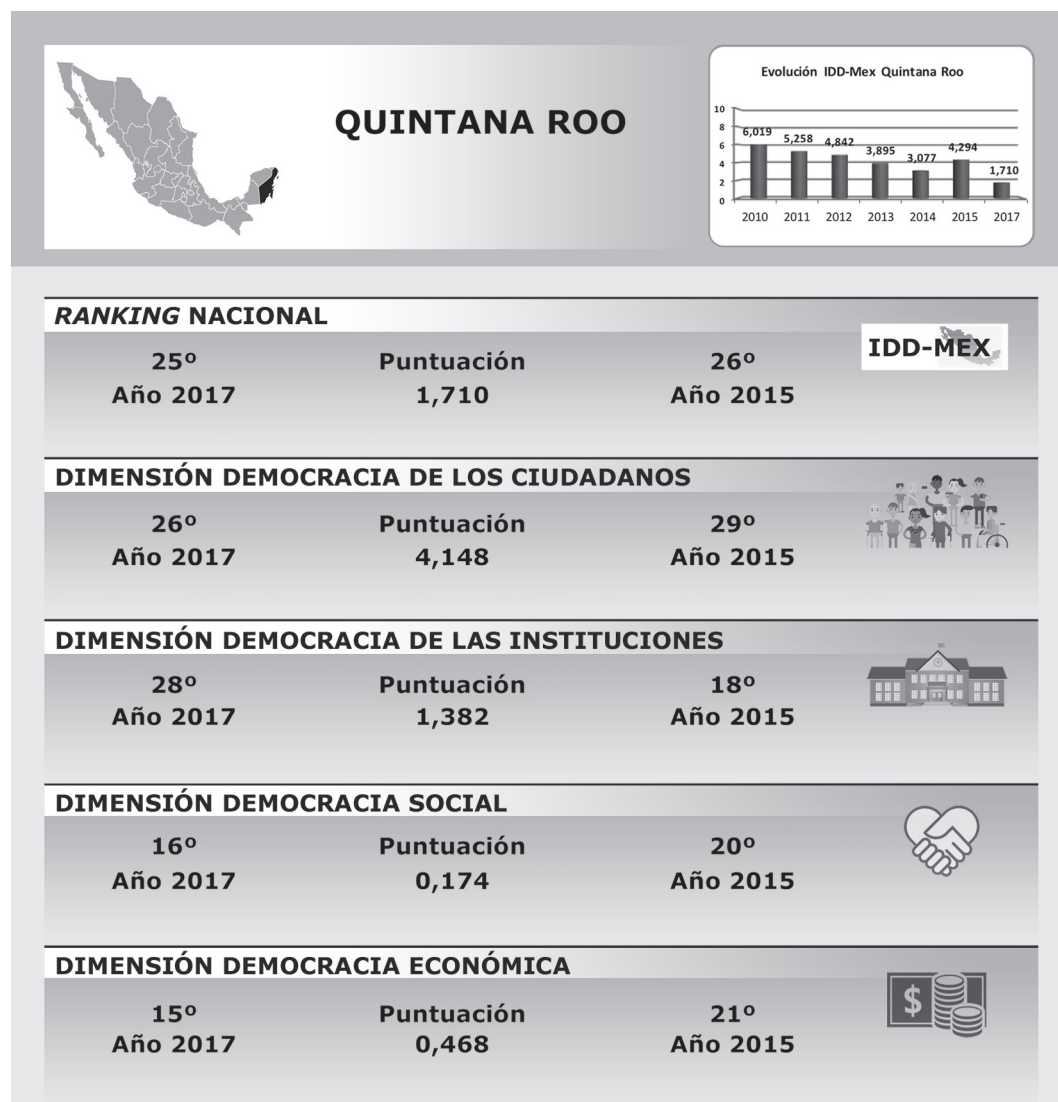 QUINTANA ROO
Evolución IDD-Mex Quintana Roo
10
8
6
4
2
0
6,019
5,258
4,842
3,895
3,077
4,294
1,710
2010 2011 2012 2013 2014 2015 2017
RANKING NACIONAL
IDD-MEX
25º Puntuación 26º
Año 2017 1,710 Año 2015
DIMENSIÓN DEMOCRACIA DE LOS CIUDADANOS
26º Puntuación 29º
Año 2017 4,148 Año 2015
DIMENSIÓN DEMOCRACIA DE LAS INSTITUCIONES
28º Puntuación 18º
Año 2017 1,382 Año 2015
DIMENSIÓN DEMOCRACIA SOCIAL
16º Puntuación 20º
Año 2017 0,174 Año 2015
DIMENSIÓN DEMOCRACIA ECONÓMICA
$
15º Puntuación 21º
Año 2017 0,468 Año 2015